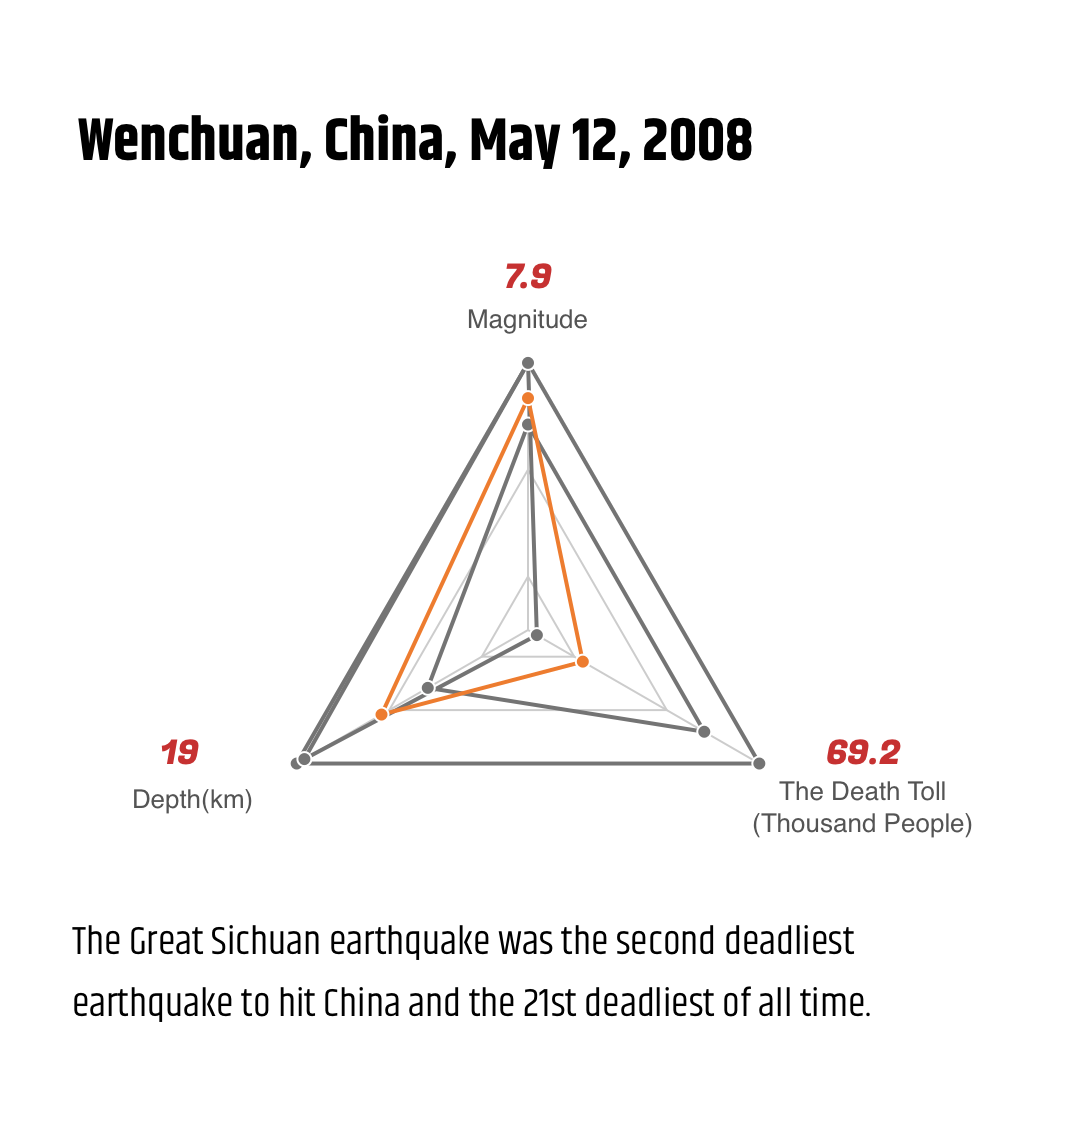 Wenchuan, China, May 12, 2008
7.9
Magnitude
19
Depth(km)
69.2
The Death Toll
(Thousand People)
The Great Sichuan earthquake was the second deadliest
earthquake to hit China and the 21st deadliest of all time.